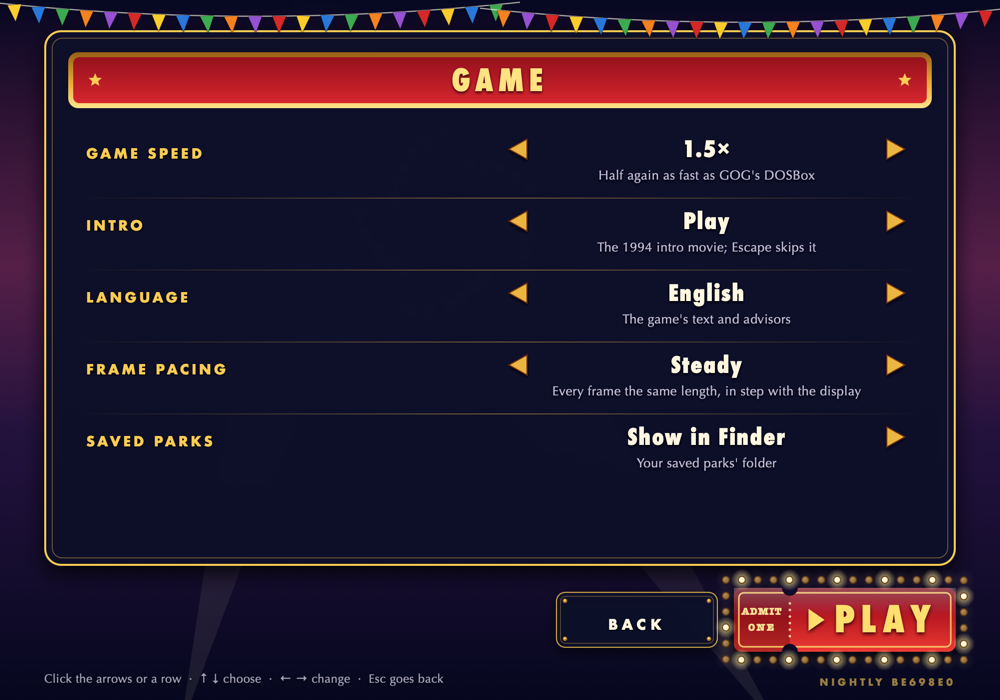 GAME
GAME SPEED
1.5×
Half again as fast as GOG's DOSBox
INTRO
Play
The 1994 intro movie; Escape skips it
LANGUAGE
English
The game's text and advisors
FRAME PACING
Steady
Every frame the same length, in step with the display
SAVED PARKS
Show in Finder
Your saved parks' folder
BACK
ADMIT
ONE
PLAY
Click the arrows or a row · ↑ ↓ choose · ← → change · Esc goes back
NIGHTLY BE698E0